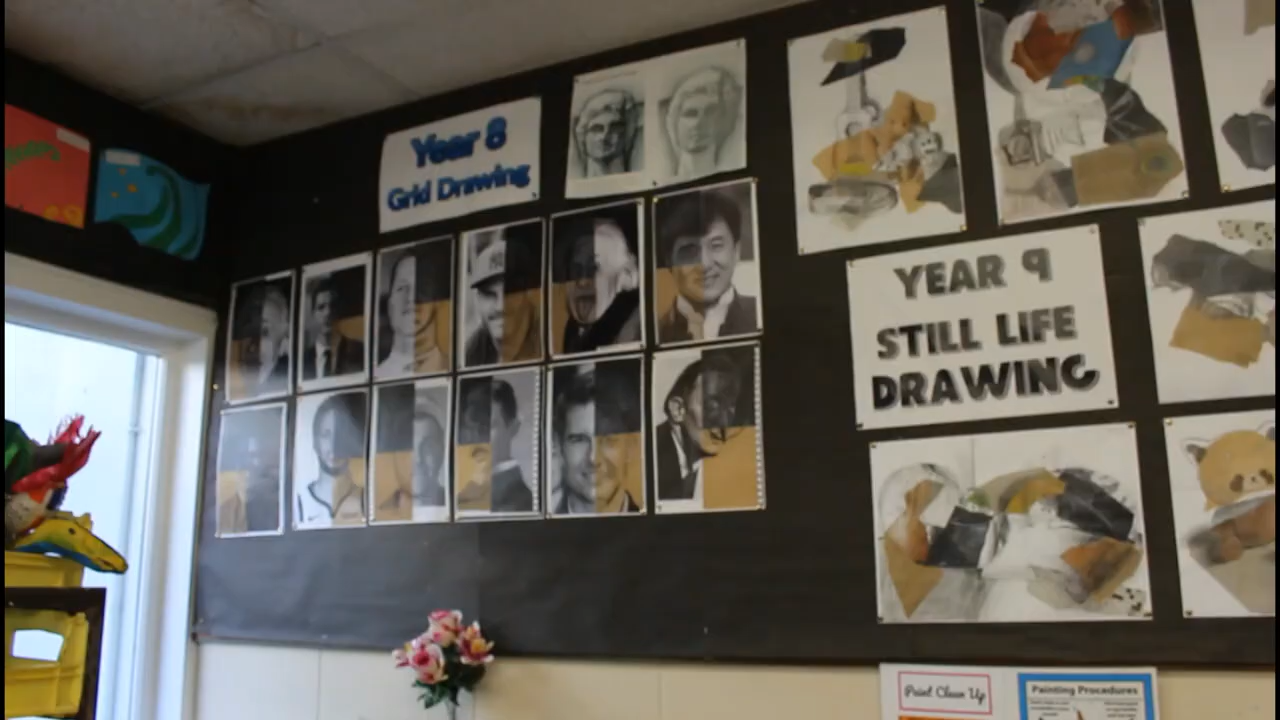 Year 8
Grid Drawing
YEAR 9
STILL LIFE
DRAWING
Paint Clean Up
Painting Procedures